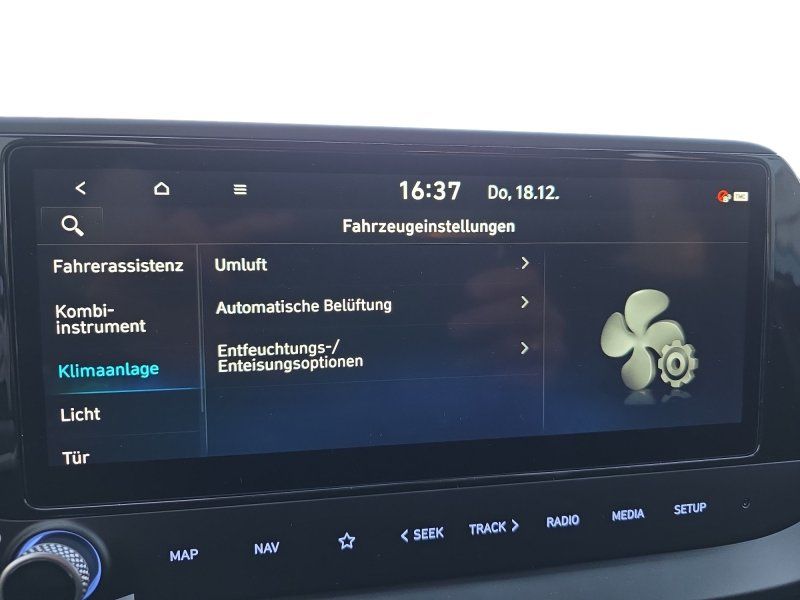 16:37 Do, 18.12.
TMC
Fahrzeugeinstellungen
Fahrerassistenz
Kombi-
instrument
Klimaanlage
Licht
Tür
Umluft
Automatische Belüftung
Entfeuchtungs-/
Enteisungsoptionen
MAP NAV < SEEK TRACK > RADIO MEDIA SETUP